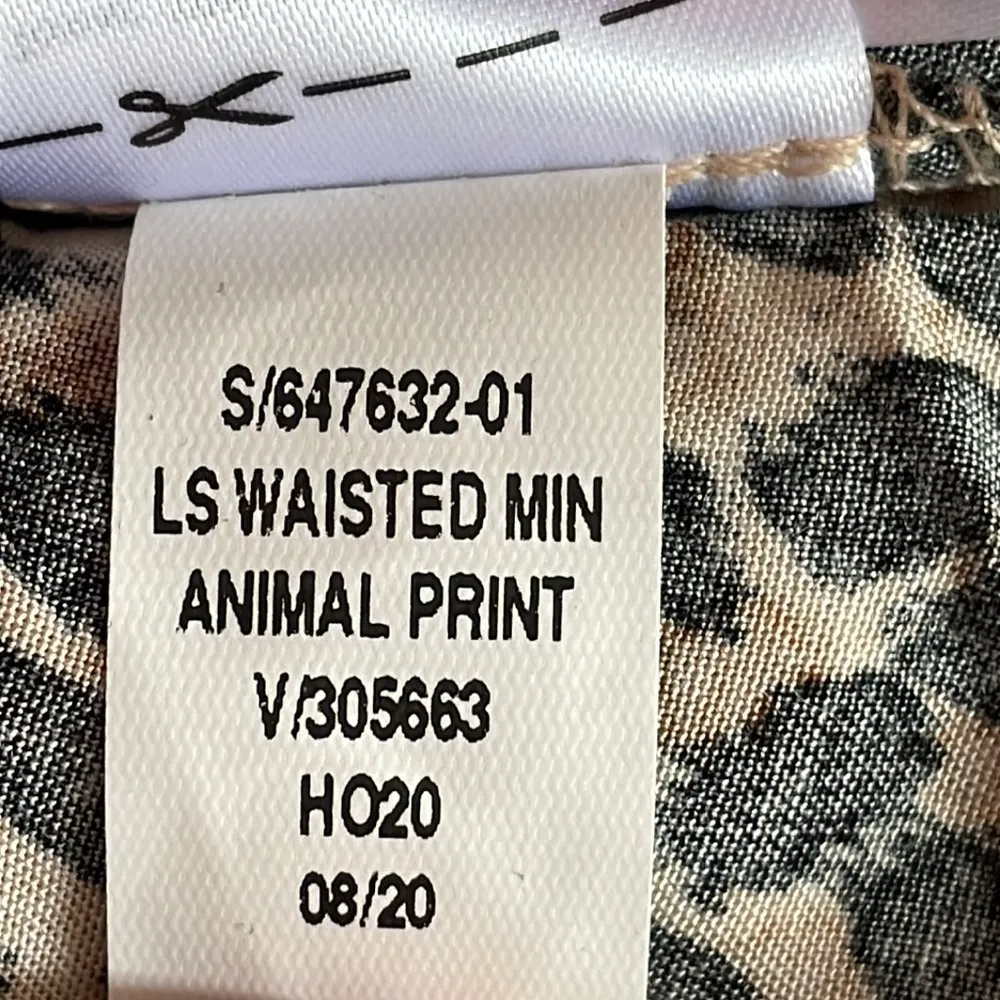 S/647632-01
LS WAISTED MIN
ANIMAL PRINT
V/305663
HO20
08/20